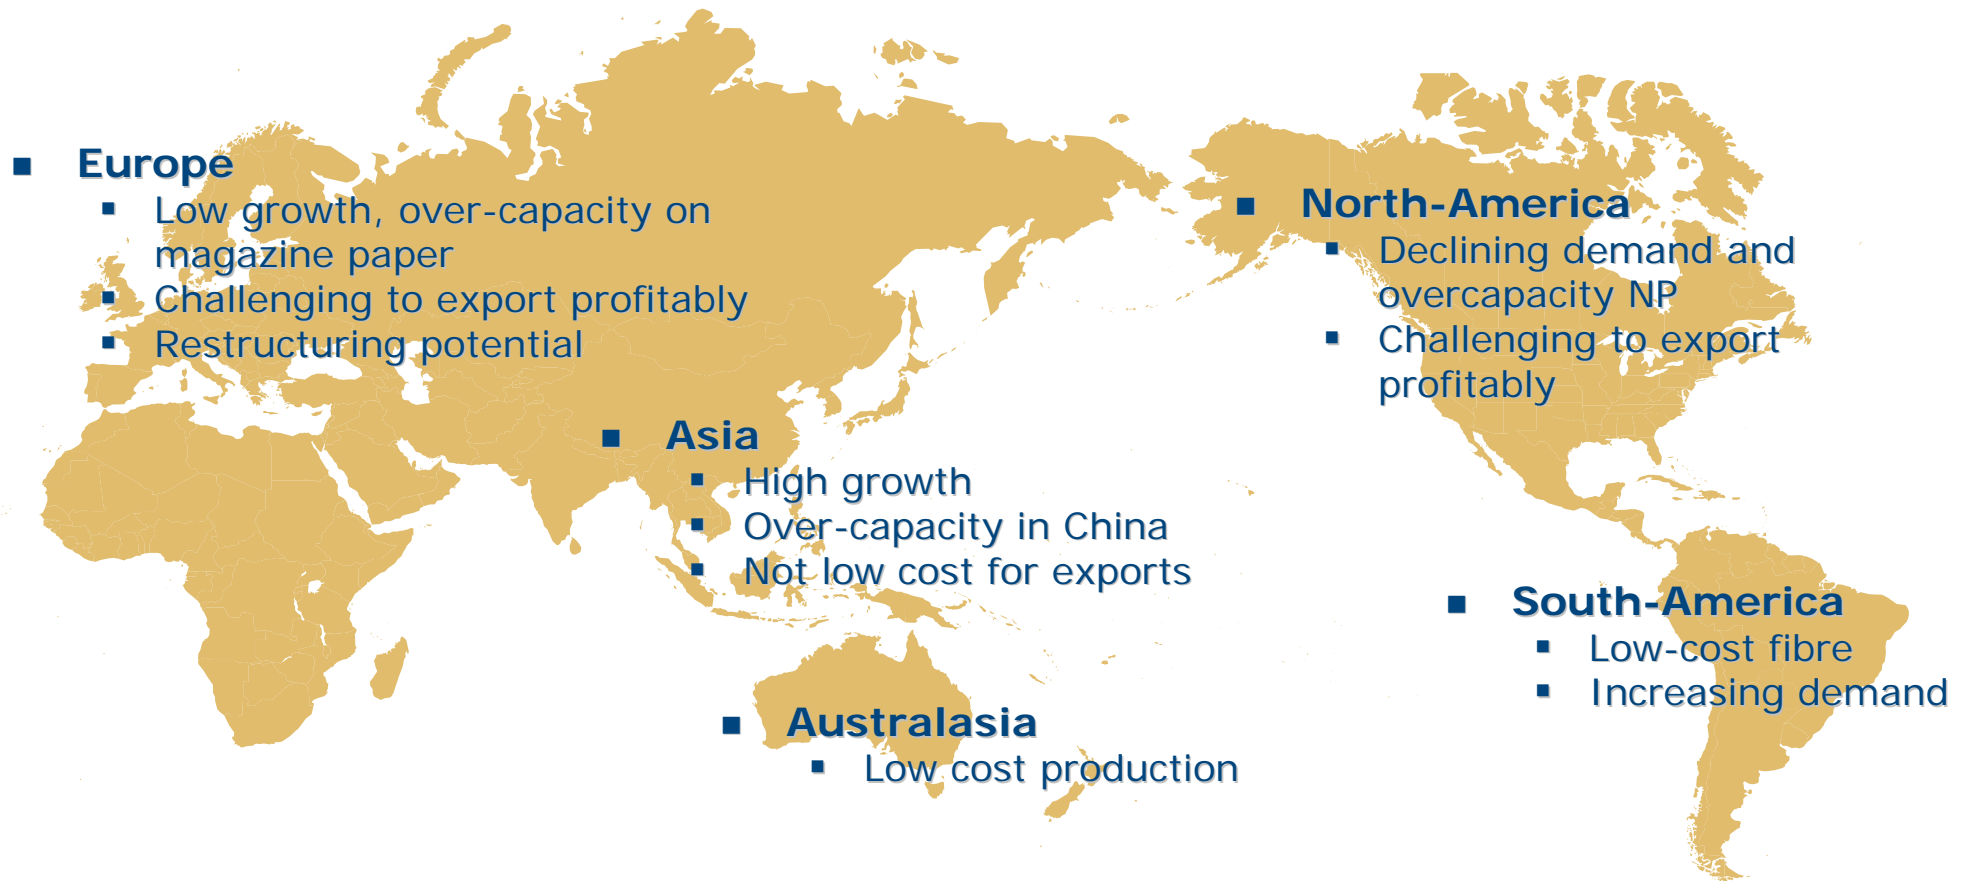 Europe
Low growth, over-capacity on
magazine paper
Challenging to export profitably
Restructuring potential
North-America
Declining demand and
overcapacity NP
Challenging to export
profitably
Asia
High growth
Over-capacity in China
Not low cost for exports
South-America
Low-cost fibre
Increasing demand
Australasia
Low cost production